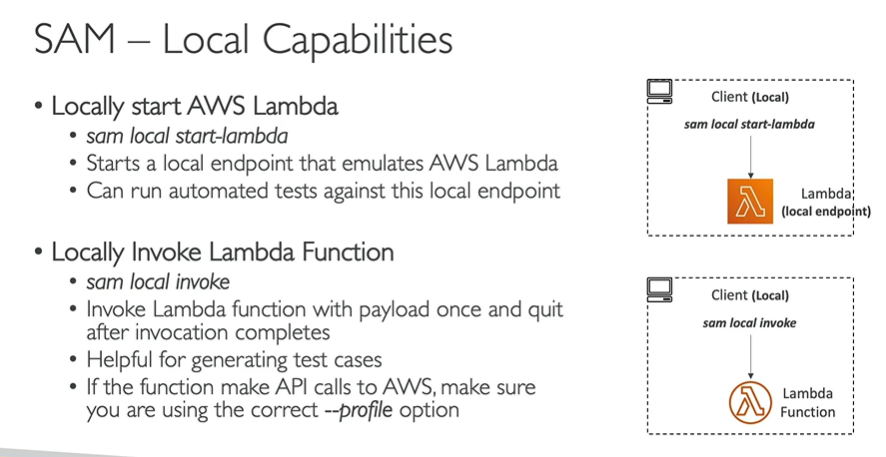 SAM – Local Capabilities
• Locally start AWS Lambda
• sam local start-lambda
• Starts a local endpoint that emulates AWS Lambda
• Can run automated tests against this local endpoint
• Locally Invoke Lambda Function
• sam local invoke
• Invoke Lambda function with payload once and quit
after invocation completes
• Helpful for generating test cases
• If the function make API calls to AWS, make sure
you are using the correct --profile option
Client (Local)
sam local start-lambda
Lambda
(local endpoint)
Client (Local)
sam local invoke
Lambda
Function